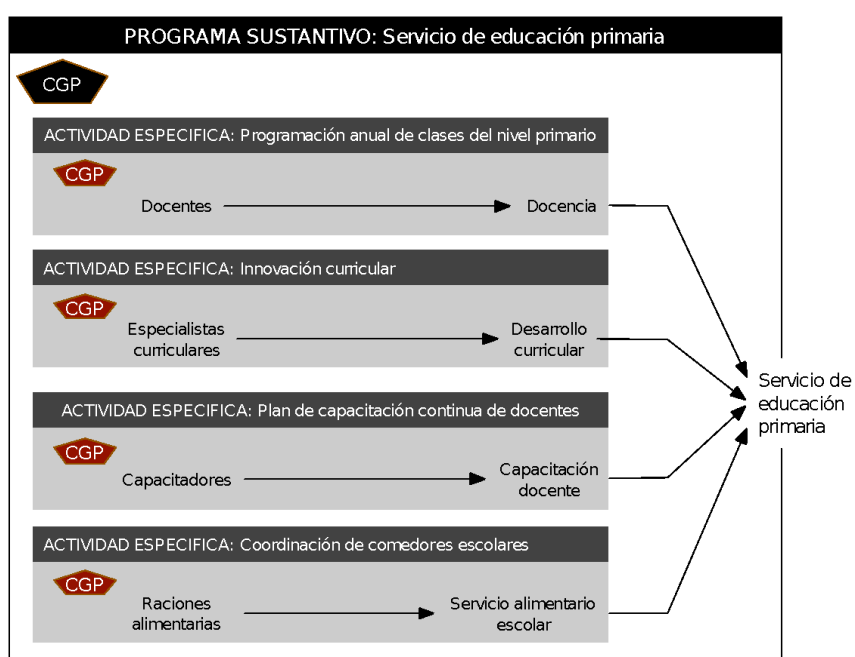 PROGRAMA SUSTANTIVO: Servicio de educación primaria
CGP
ACTIVIDAD ESPECIFICA: Programación anual de clases del nivel primario
CGP
Docentes
Docencia
ACTIVIDAD ESPECIFICA: Innovación curricular
CGP
Especialistas
curriculares
Desarrollo
curricular
ACTIVIDAD ESPECIFICA: Plan de capacitación continua de docentes
CGP
Capacitadores
Capacitación
docente
ACTIVIDAD ESPECIFICA: Coordinación de comedores escolares
CGP
Raciones
alimentarias
Servicio alimentario
escolar
Servicio de
educación
primaria